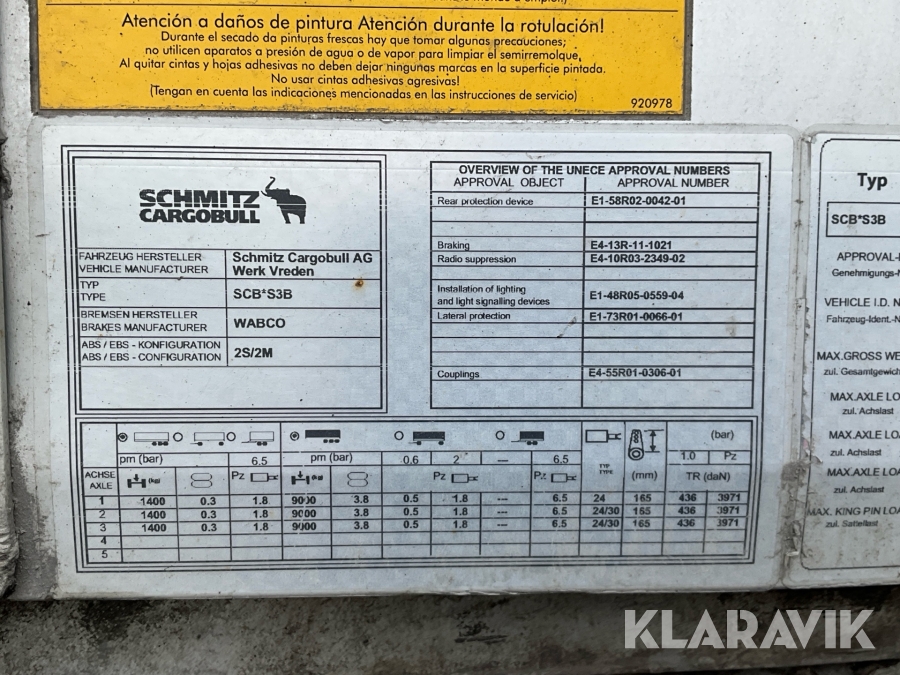 Atención a daños de pintura Atención durante la rotulación!
Durante el secado da pinturas frescas hay que tomar algunas precauciones;
no utilicen aparatos a presión de agua o de vapor para limpiar el semirremolque,
Al quitar cintas y hojas adhesivas no deben dejar ningunas marcas en la superficie pintada.
No usar cintas adhesivas agresivas!
(Tengan en cuenta las indicaciones mencionadas en las instrucciones de servicio)
920978
SCHMITZ
CARGOBULL
FAHRZEUG HERSTELLER
VEHICLE MANUFACTURER
Schmitz Cargobull AG
Werk Vreden
TYP
TYPE
SCB*S3B
BREMSEN HERSTELLER
BRAKES MANUFACTURER
WABCO
ABS / EBS - KONFIGURATION
ABS / EBS - CONFIGURATION
2S/2M
OVERVIEW OF THE UNECE APPROVAL NUMBERS
APPROVAL OBJECT APPROVAL NUMBER
Rear protection device E1-58R02-0042-01
Braking E4-13R-11-1021
Radio suppression E4-10R03-2349-02
Installation of lighting
and light signalling devices E1-48R05-0559-04
Lateral protection E1-73R01-0066-01
Couplings E4-55R01-0306-01
(bar)
pm (bar) 6.5 pm (bar) 0.6 2 --- 6.5 TYP TYPE (mm) 1.0 Pz
ACHSE
AXLE (kg) Pz (kg) Pz Pz TR (daN)
1 1400 0.3 1.8 9000 3.8 0.5 1.8 --- 6.5 24 165 436 3971
2 1400 0.3 1.8 9000 3.8 0.5 1.8 --- 6.5 24/30 165 436 3971
3 1400 0.3 1.8 9000 3.8 0.5 1.8 --- 6.5 24/30 165 436 3971
4
5
Typ
SCB*S3B
APPROVAL-
Genehmigungs-
VEHICLE I.D. N
Fahrzeug-Ident.-N
MAX.GROSS WE
zul. Gesamtgewich
MAX.AXLE LO
zul. Achslast
MAX.AXLE LOA
zul. Achslast
MAX.AXLE LOA
zul. Achslast
MAX. KING PIN LOA
zul. Sattellast
KLARAVIK